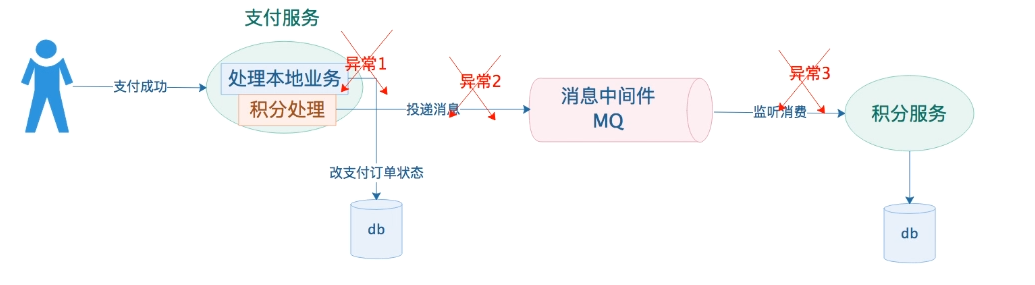 支付服务
支付成功
处理本地业务
积分处理
异常1
异常2
投递消息
消息中间件
MQ
异常3
监听消费
积分服务
改支付订单状态
db
db